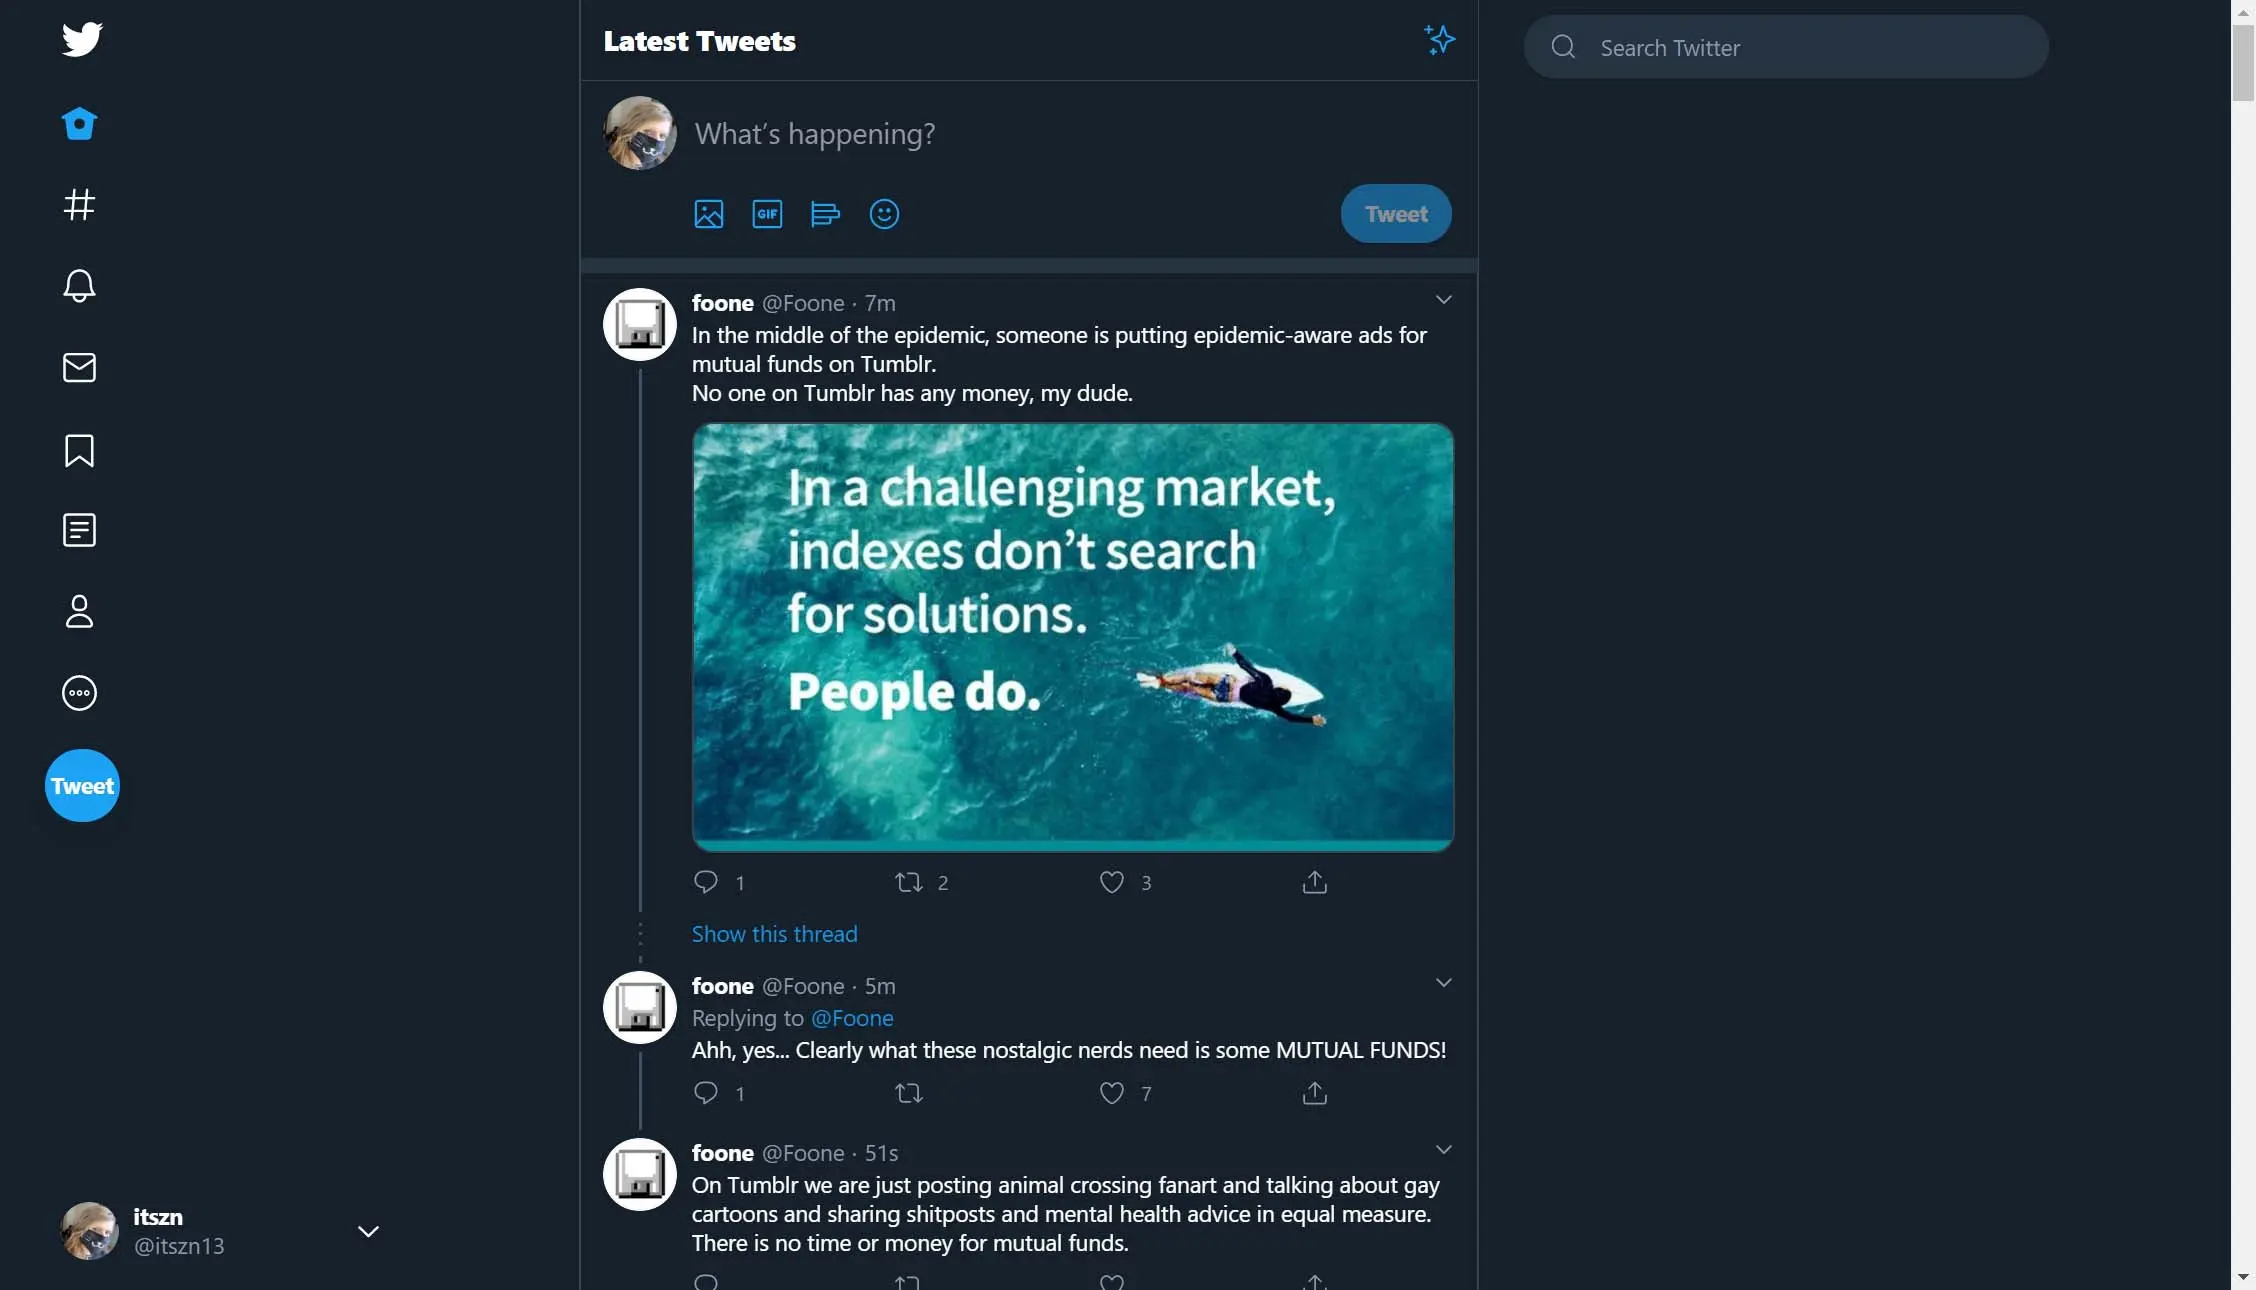 Latest Tweets
Search Twitter
What's happening?
GIF
Tweet
foone @Foone · 7m
In the middle of the epidemic, someone is putting epidemic-aware ads for
mutual funds on Tumblr.
No one on Tumblr has any money, my dude.
In a challenging market,
indexes don't search
for solutions.
People do.
1 2 3
Show this thread
foone @Foone · 5m
Replying to @Foone
Ahh, yes... Clearly what these nostalgic nerds need is some MUTUAL FUNDS!
1 7
foone @Foone · 51s
On Tumblr we are just posting animal crossing fanart and talking about gay
cartoons and sharing shitposts and mental health advice in equal measure.
There is no time or money for mutual funds.
Tweet
itszn
@itszn13